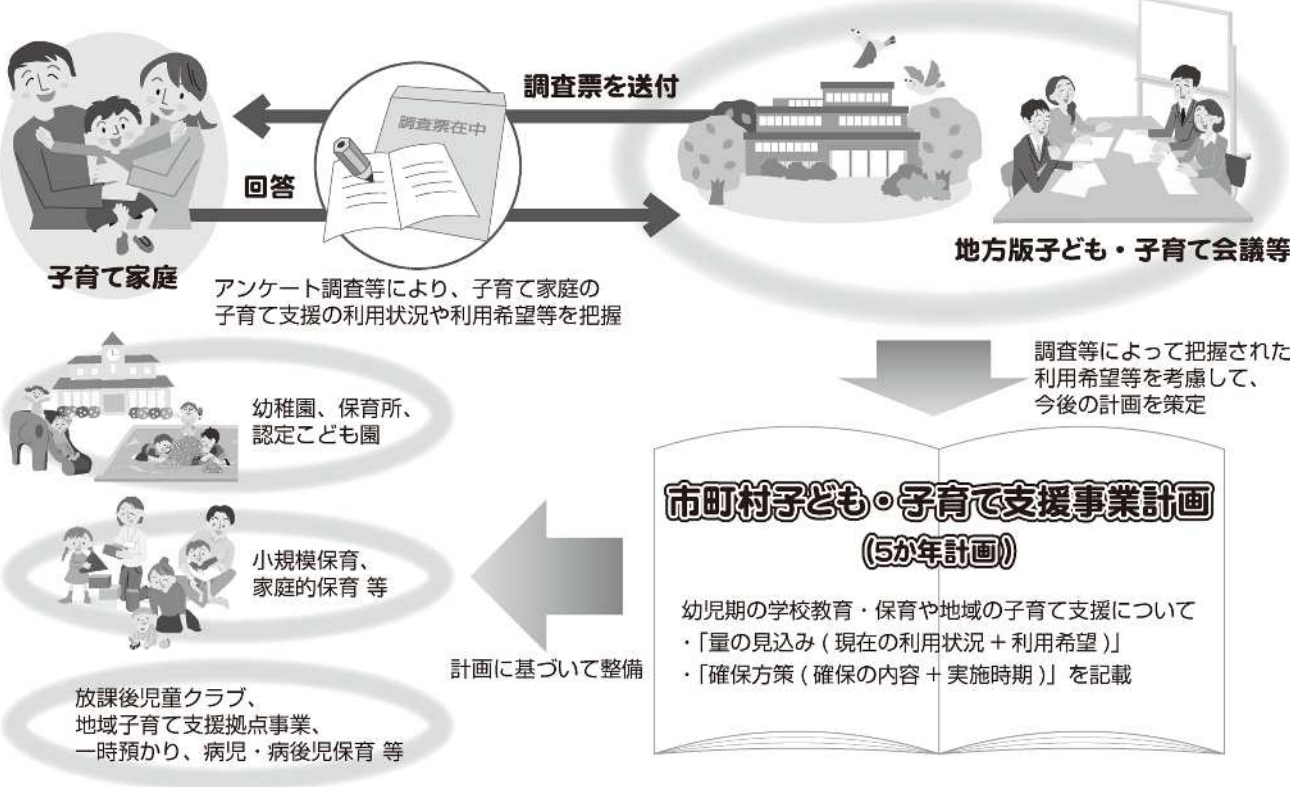 調査票を送付
調査票在中
回答
子育て家庭
地方版子ども・子育て会議等
アンケート調査等により、子育て家庭の
子育て支援の利用状況や利用希望等を把握
調査等によって把握された
利用希望等を考慮して、
今後の計画を策定
市町村子ども・子育て支援事業計画
(5か年計画)
幼児期の学校教育・保育や地域の子育て支援について
・「量の見込み ( 現在の利用状況 + 利用希望 )」
・「確保方策 ( 確保の内容 + 実施時期 )」を記載
計画に基づいて整備
幼稚園、保育所、
認定こども園
小規模保育、
家庭的保育 等
放課後児童クラブ、
地域子育て支援拠点事業、
一時預かり、病児・病後児保育 等